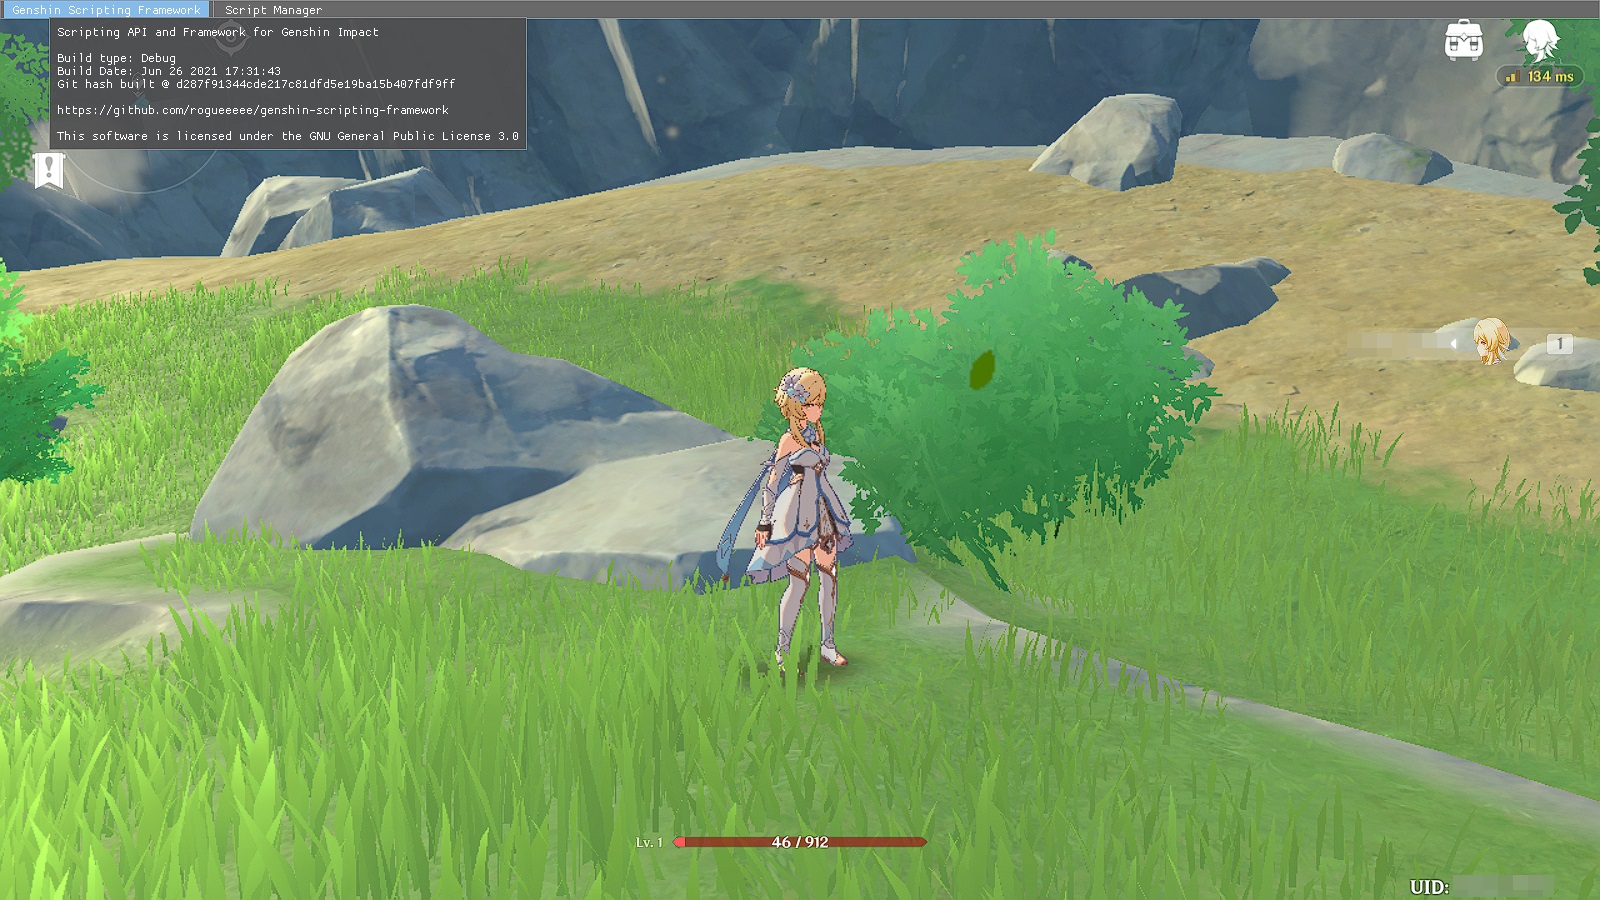 Genshin Scripting Framework
Script Manager
Scripting API and Framework for Genshin Impact
Build type: Debug
Build Date: Jun 26 2021 17:31:43
Git hash built @ d287f91344cde217c81dfd5e19ba15b407fdf9ff
https://github.com/rogueeeee/genshin-scripting-framework
This software is licensed under the GNU General Public License 3.0
134 ms
1
Lv. 1
46 / 912
UID: